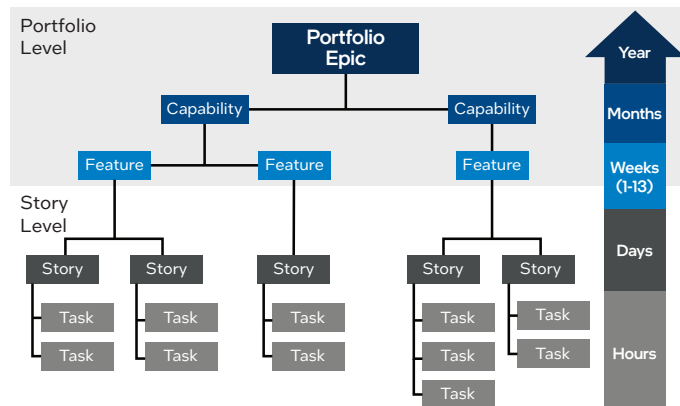 Portfolio
Level
Portfolio
Epic
Year
Capability
Capability
Months
Feature
Feature
Feature
Weeks
(1-13)
Story
Level
Days
Story
Story
Story
Story
Story
Task
Task
Task
Task
Task
Task
Task
Task
Task
Task
Hours
Task